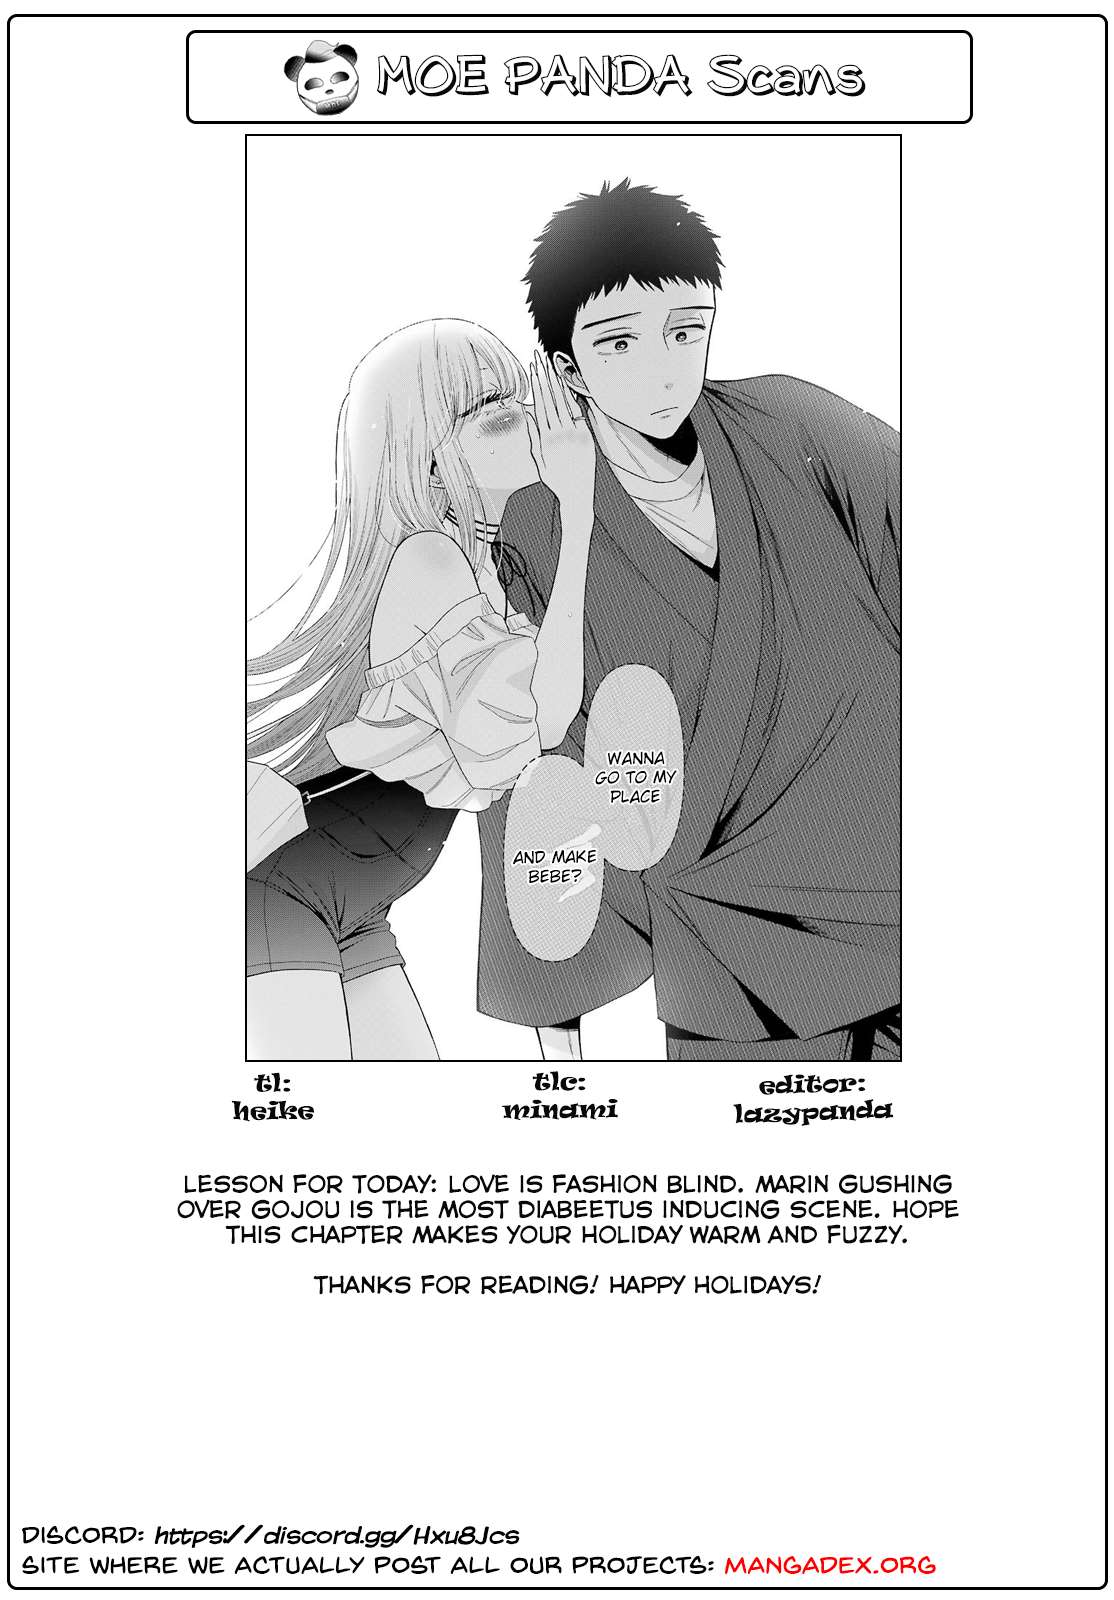 MOE PANDA Scans
WANNA
GO TO MY
PLACE
AND MAKE
BEBE?
tl:
heike
tlc:
minami
editor:
lazypanda
LESSON FOR TODAY: LOVE IS FASHION BLIND. MARIN GUSHING
OVER GOJOU IS THE MOST DIABEETUS INDUCING SCENE. HOPE
THIS CHAPTER MAKES YOUR HOLIDAY WARM AND FUZZY.
THANKS FOR READING! HAPPY HOLIDAYS!
DISCORD: https://discord.gg/Hxu8Jcs
SITE WHERE WE ACTUALLY POST ALL OUR PROJECTS: MANGADEX.ORG